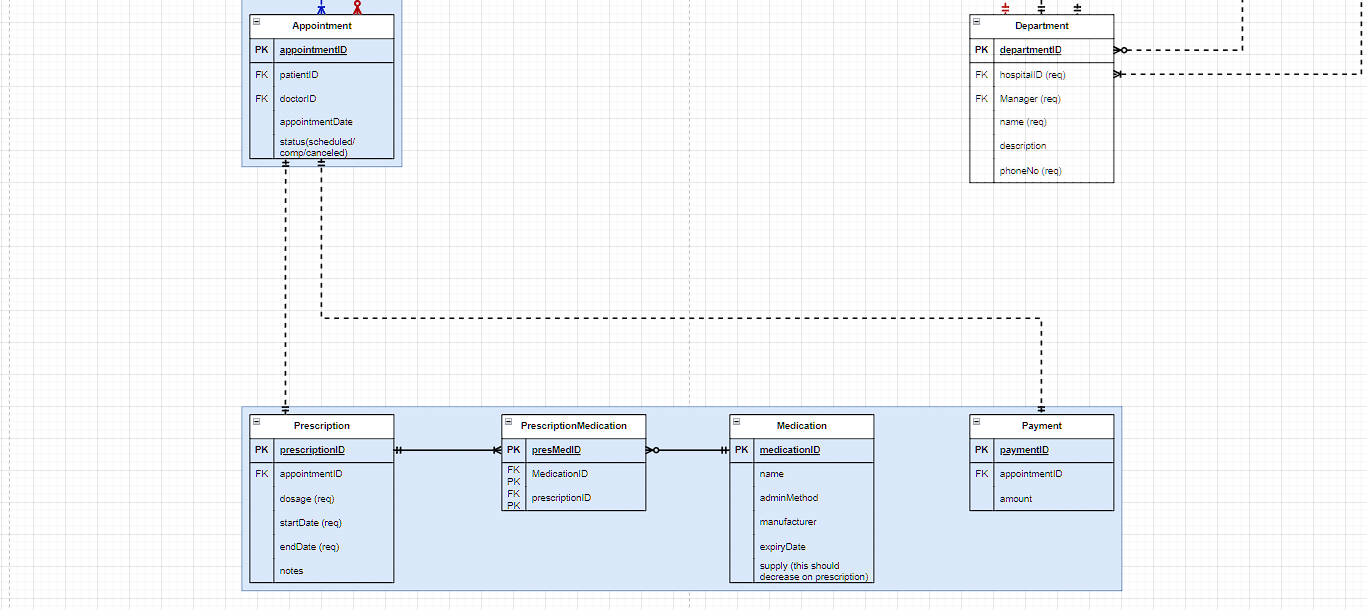 Appointment
PK appointmentID
FK patientID
FK doctorID
appointmentDate
status(scheduled/
comp/canceled)
Department
PK departmentID
FK hospitalID (req)
FK Manager (req)
name (req)
description
phoneNo (req)
Prescription
PK prescriptionID
FK appointmentID
dosage (req)
startDate (req)
endDate (req)
notes
PrescriptionMedication
PK presMedID
FK
PK MedicationID
FK
PK prescriptionID
Medication
PK medicationID
name
adminMethod
manufacturer
expiryDate
supply (this should
decrease on prescription)
Payment
PK paymentID
FK appointmentID
amount